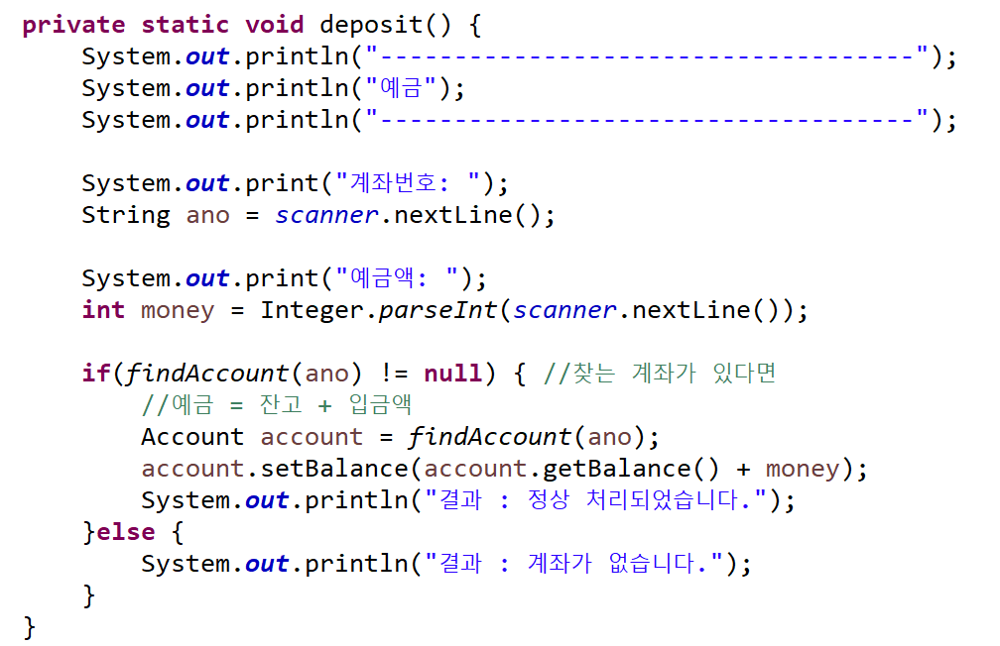 private static void deposit() {
System.out.println("------------------------------------");
System.out.println("예금");
System.out.println("------------------------------------");
System.out.print("계좌번호: ");
String ano = scanner.nextLine();
System.out.print("예금액: ");
int money = Integer.parseInt(scanner.nextLine());
if(findAccount(ano) != null) { //찾는 계좌가 있다면
//예금 = 잔고 + 입금액
Account account = findAccount(ano);
account.setBalance(account.getBalance() + money);
System.out.println("결과 : 정상 처리되었습니다.");
}else {
System.out.println("결과 : 계좌가 없습니다.");
}
}